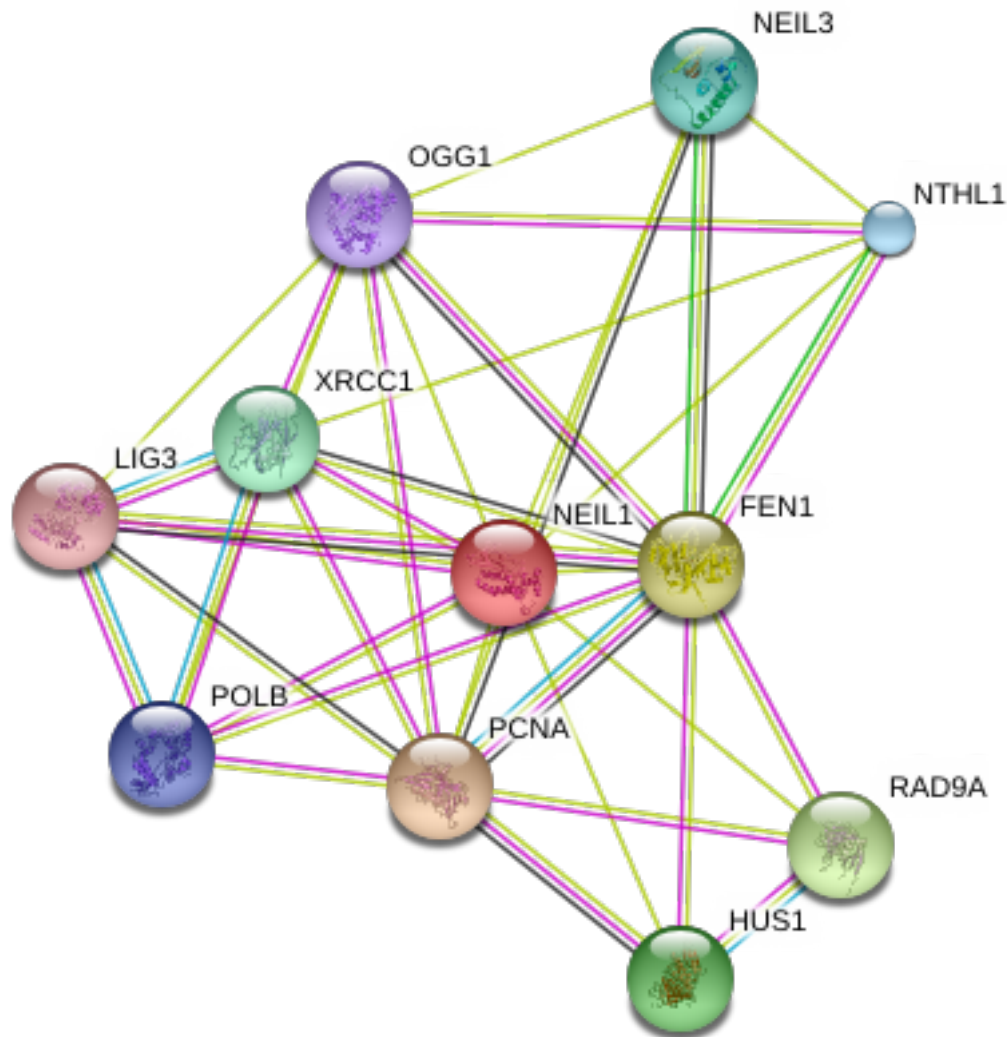 NEIL3
OGG1
NTHL1
XRCC1
LIG3
NEIL1
FEN1
POLB
PCNA
RAD9A
HUS1